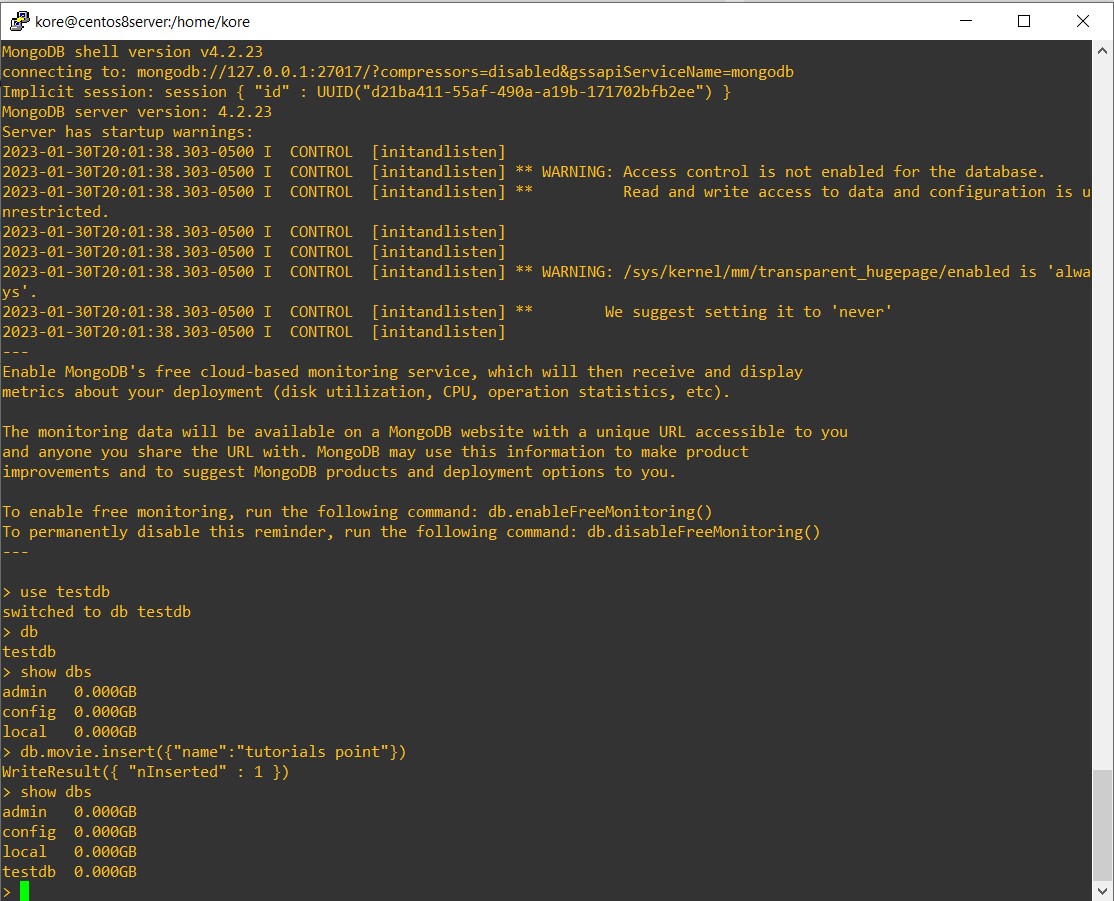 kore@centos8server:/home/kore
MongoDB shell version v4.2.23
connecting to: mongodb://127.0.0.1:27017/?compressors=disabled&gssapiServiceName=mongodb
Implicit session: session { "id" : UUID("d21ba411-55af-490a-a19b-171702bfb2ee") }
MongoDB server version: 4.2.23
Server has startup warnings:
2023-01-30T20:01:38.303-0500 I  CONTROL  [initandlisten]
2023-01-30T20:01:38.303-0500 I  CONTROL  [initandlisten] ** WARNING: Access control is not enabled for the database.
2023-01-30T20:01:38.303-0500 I  CONTROL  [initandlisten] **          Read and write access to data and configuration is u
nrestricted.
2023-01-30T20:01:38.303-0500 I  CONTROL  [initandlisten]
2023-01-30T20:01:38.303-0500 I  CONTROL  [initandlisten]
2023-01-30T20:01:38.303-0500 I  CONTROL  [initandlisten] ** WARNING: /sys/kernel/mm/transparent_hugepage/enabled is 'alwa
ys'.
2023-01-30T20:01:38.303-0500 I  CONTROL  [initandlisten] **        We suggest setting it to 'never'
2023-01-30T20:01:38.303-0500 I  CONTROL  [initandlisten]
---
Enable MongoDB's free cloud-based monitoring service, which will then receive and display
metrics about your deployment (disk utilization, CPU, operation statistics, etc).

The monitoring data will be available on a MongoDB website with a unique URL accessible to you
and anyone you share the URL with. MongoDB may use this information to make product
improvements and to suggest MongoDB products and deployment options to you.

To enable free monitoring, run the following command: db.enableFreeMonitoring()
To permanently disable this reminder, run the following command: db.disableFreeMonitoring()
---

> use testdb
switched to db testdb
> db
testdb
> show dbs
admin   0.000GB
config  0.000GB
local   0.000GB
> db.movie.insert({"name":"tutorials point"})
WriteResult({ "nInserted" : 1 })
> show dbs
admin   0.000GB
config  0.000GB
local   0.000GB
testdb  0.000GB
>